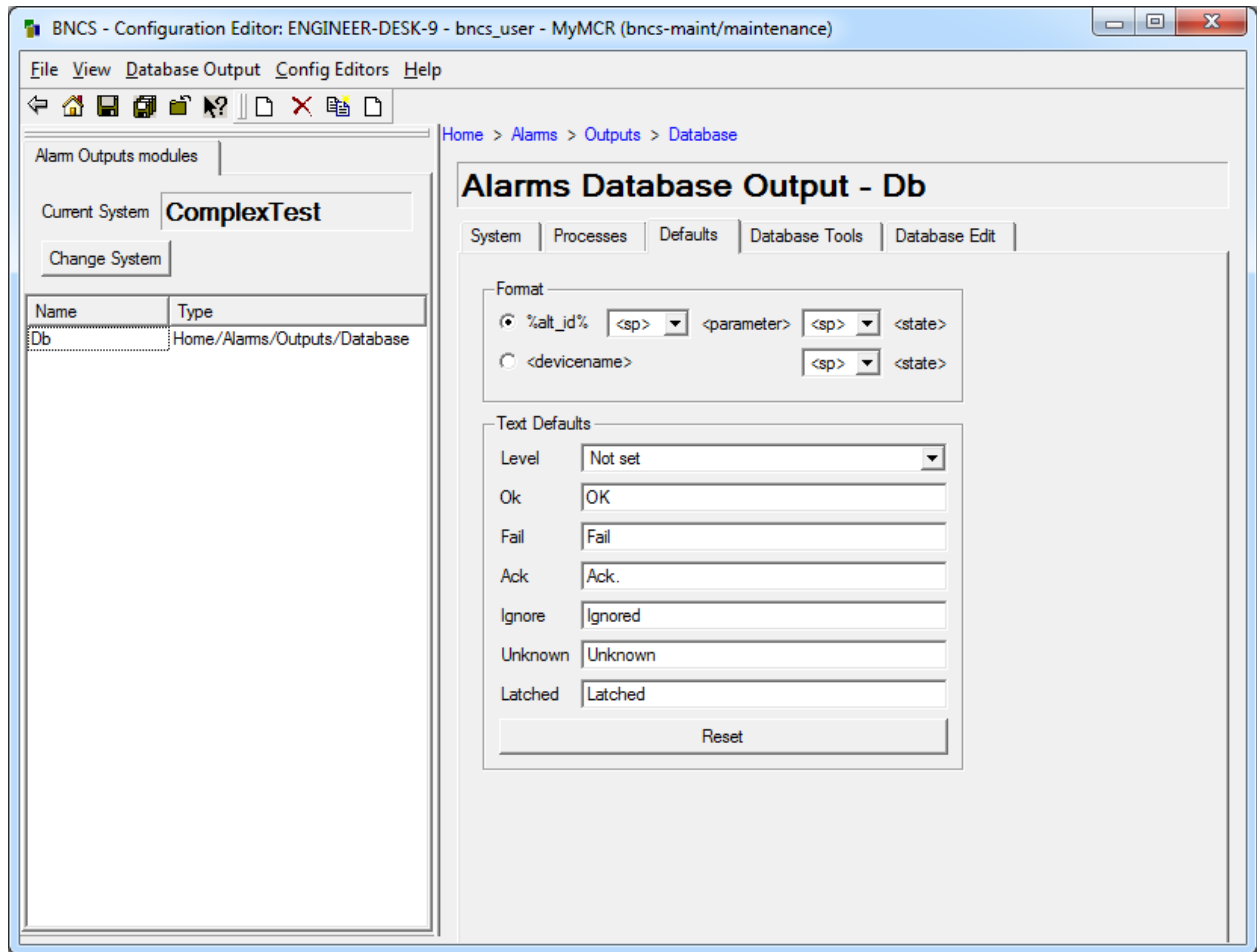 BNCS - Configuration Editor: ENGINEER-DESK-9 - bncs_user - MyMCR (bncs-maint/maintenance)
File View Database Output Config Editors Help
Alarm Outputs modules
Current System ComplexTest
Change System
Name Type
Db Home/Alarms/Outputs/Database
Home > Alarms > Outputs > Database
Alarms Database Output - Db
System Processes Defaults Database Tools Database Edit
Format
%alt_id% <sp> <parameter> <sp> <state>
<devicename> <sp> <state>
Text Defaults
Level Not set
Ok OK
Fail Fail
Ack Ack.
Ignore Ignored
Unknown Unknown
Latched Latched
Reset